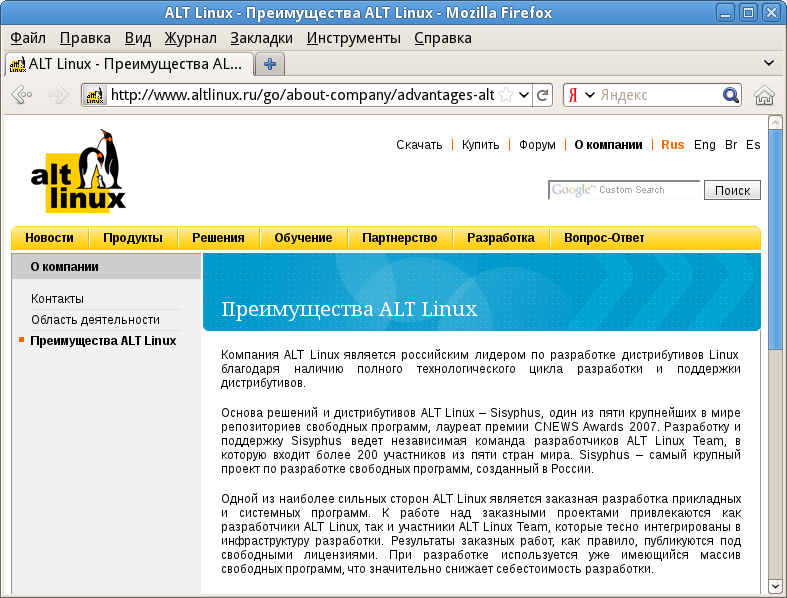 ALT Linux - Преимущества ALT Linux - Mozilla Firefox
Файл Правка Вид Журнал Закладки Инструменты Справка
ALT Linux - Преимущества AL...
http://www.altlinux.ru/go/about-company/advantages-alt Я Яндекс
alt linux
Скачать Купить Форум О компании Rus Eng Br Es
Google™ Custom Search Поиск
Новости Продукты Решения Обучение Партнерство Разработка Вопрос-Ответ
О компании
Контакты
Область деятельности
Преимущества ALT Linux
Преимущества ALT Linux
Компания ALT Linux является российским лидером по разработке дистрибутивов Linux
благодаря наличию полного технологического цикла разработки и поддержки
дистрибутивов.
Основа решений и дистрибутивов ALT Linux – Sisyphus, один из пяти крупнейших в мире
репозиториев свободных программ, лауреат премии CNEWS Awards 2007. Разработку и
поддержку Sisyphus ведет независимая команда разработчиков ALT Linux Team, в
которую входит более 200 участников из пяти стран мира. Sisyphus – самый крупный
проект по разработке свободных программ, созданный в России.
Одной из наиболее сильных сторон ALT Linux является заказная разработка прикладных
и системных программ. К работе над заказными проектами привлекаются как
разработчики ALT Linux, так и участники ALT Linux Team, которые тесно интегрированы в
инфраструктуру разработки. Результаты заказных работ, как правило, публикуются под
свободными лицензиями. При разработке используется уже имеющийся массив
свободных программ, что значительно снижает себестоимость разработки.